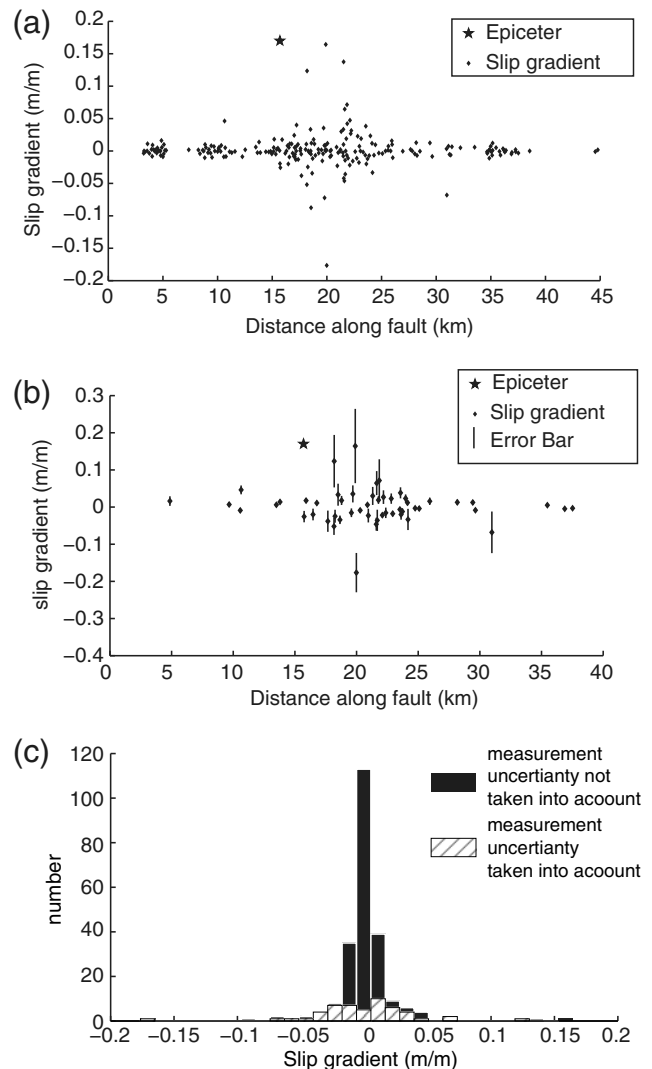 (a)
0.2
0.15
0.1
0.05
0
−0.05
−0.1
−0.15
−0.2
Slip gradient (m/m)
Epiceter
Slip gradient
0 5 10 15 20 25 30 35 40 45
Distance along fault (km)
(b)
0.3
0.2
0.1
0
−0.1
−0.2
−0.3
−0.4
slip gradient (m/m)
Epiceter
Slip gradient
Error Bar
0 5 10 15 20 25 30 35 40
Distance along fault (km)
(c)
120
100
80
60
40
20
0
number
measurement
uncertianty not
taken into acoount
measurement
uncertianty
taken into acoount
−0.2 −0.15 −0.1 −0.05 0 0.05 0.1 0.15 0.2
Slip gradient (m/m)